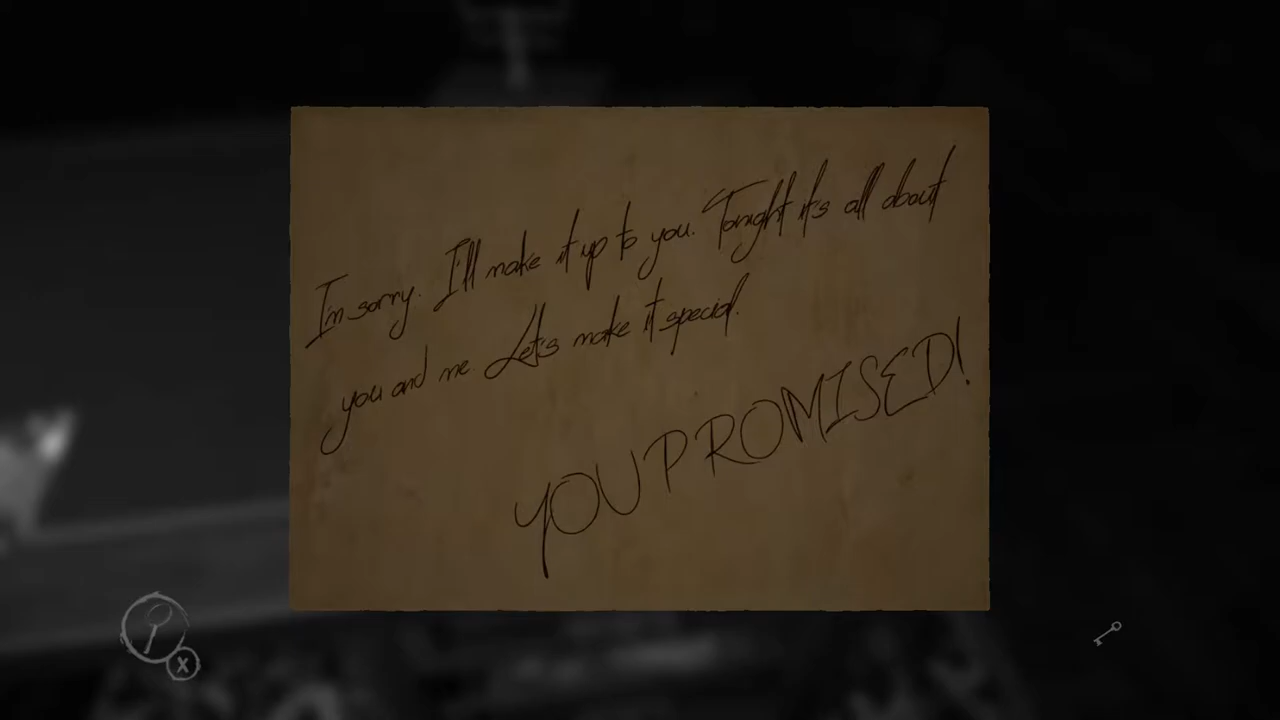 I'm sorry. I'll make it up to you. Tonight it's all about
you and me. Let's make it special.
YOU PROMISED!
X